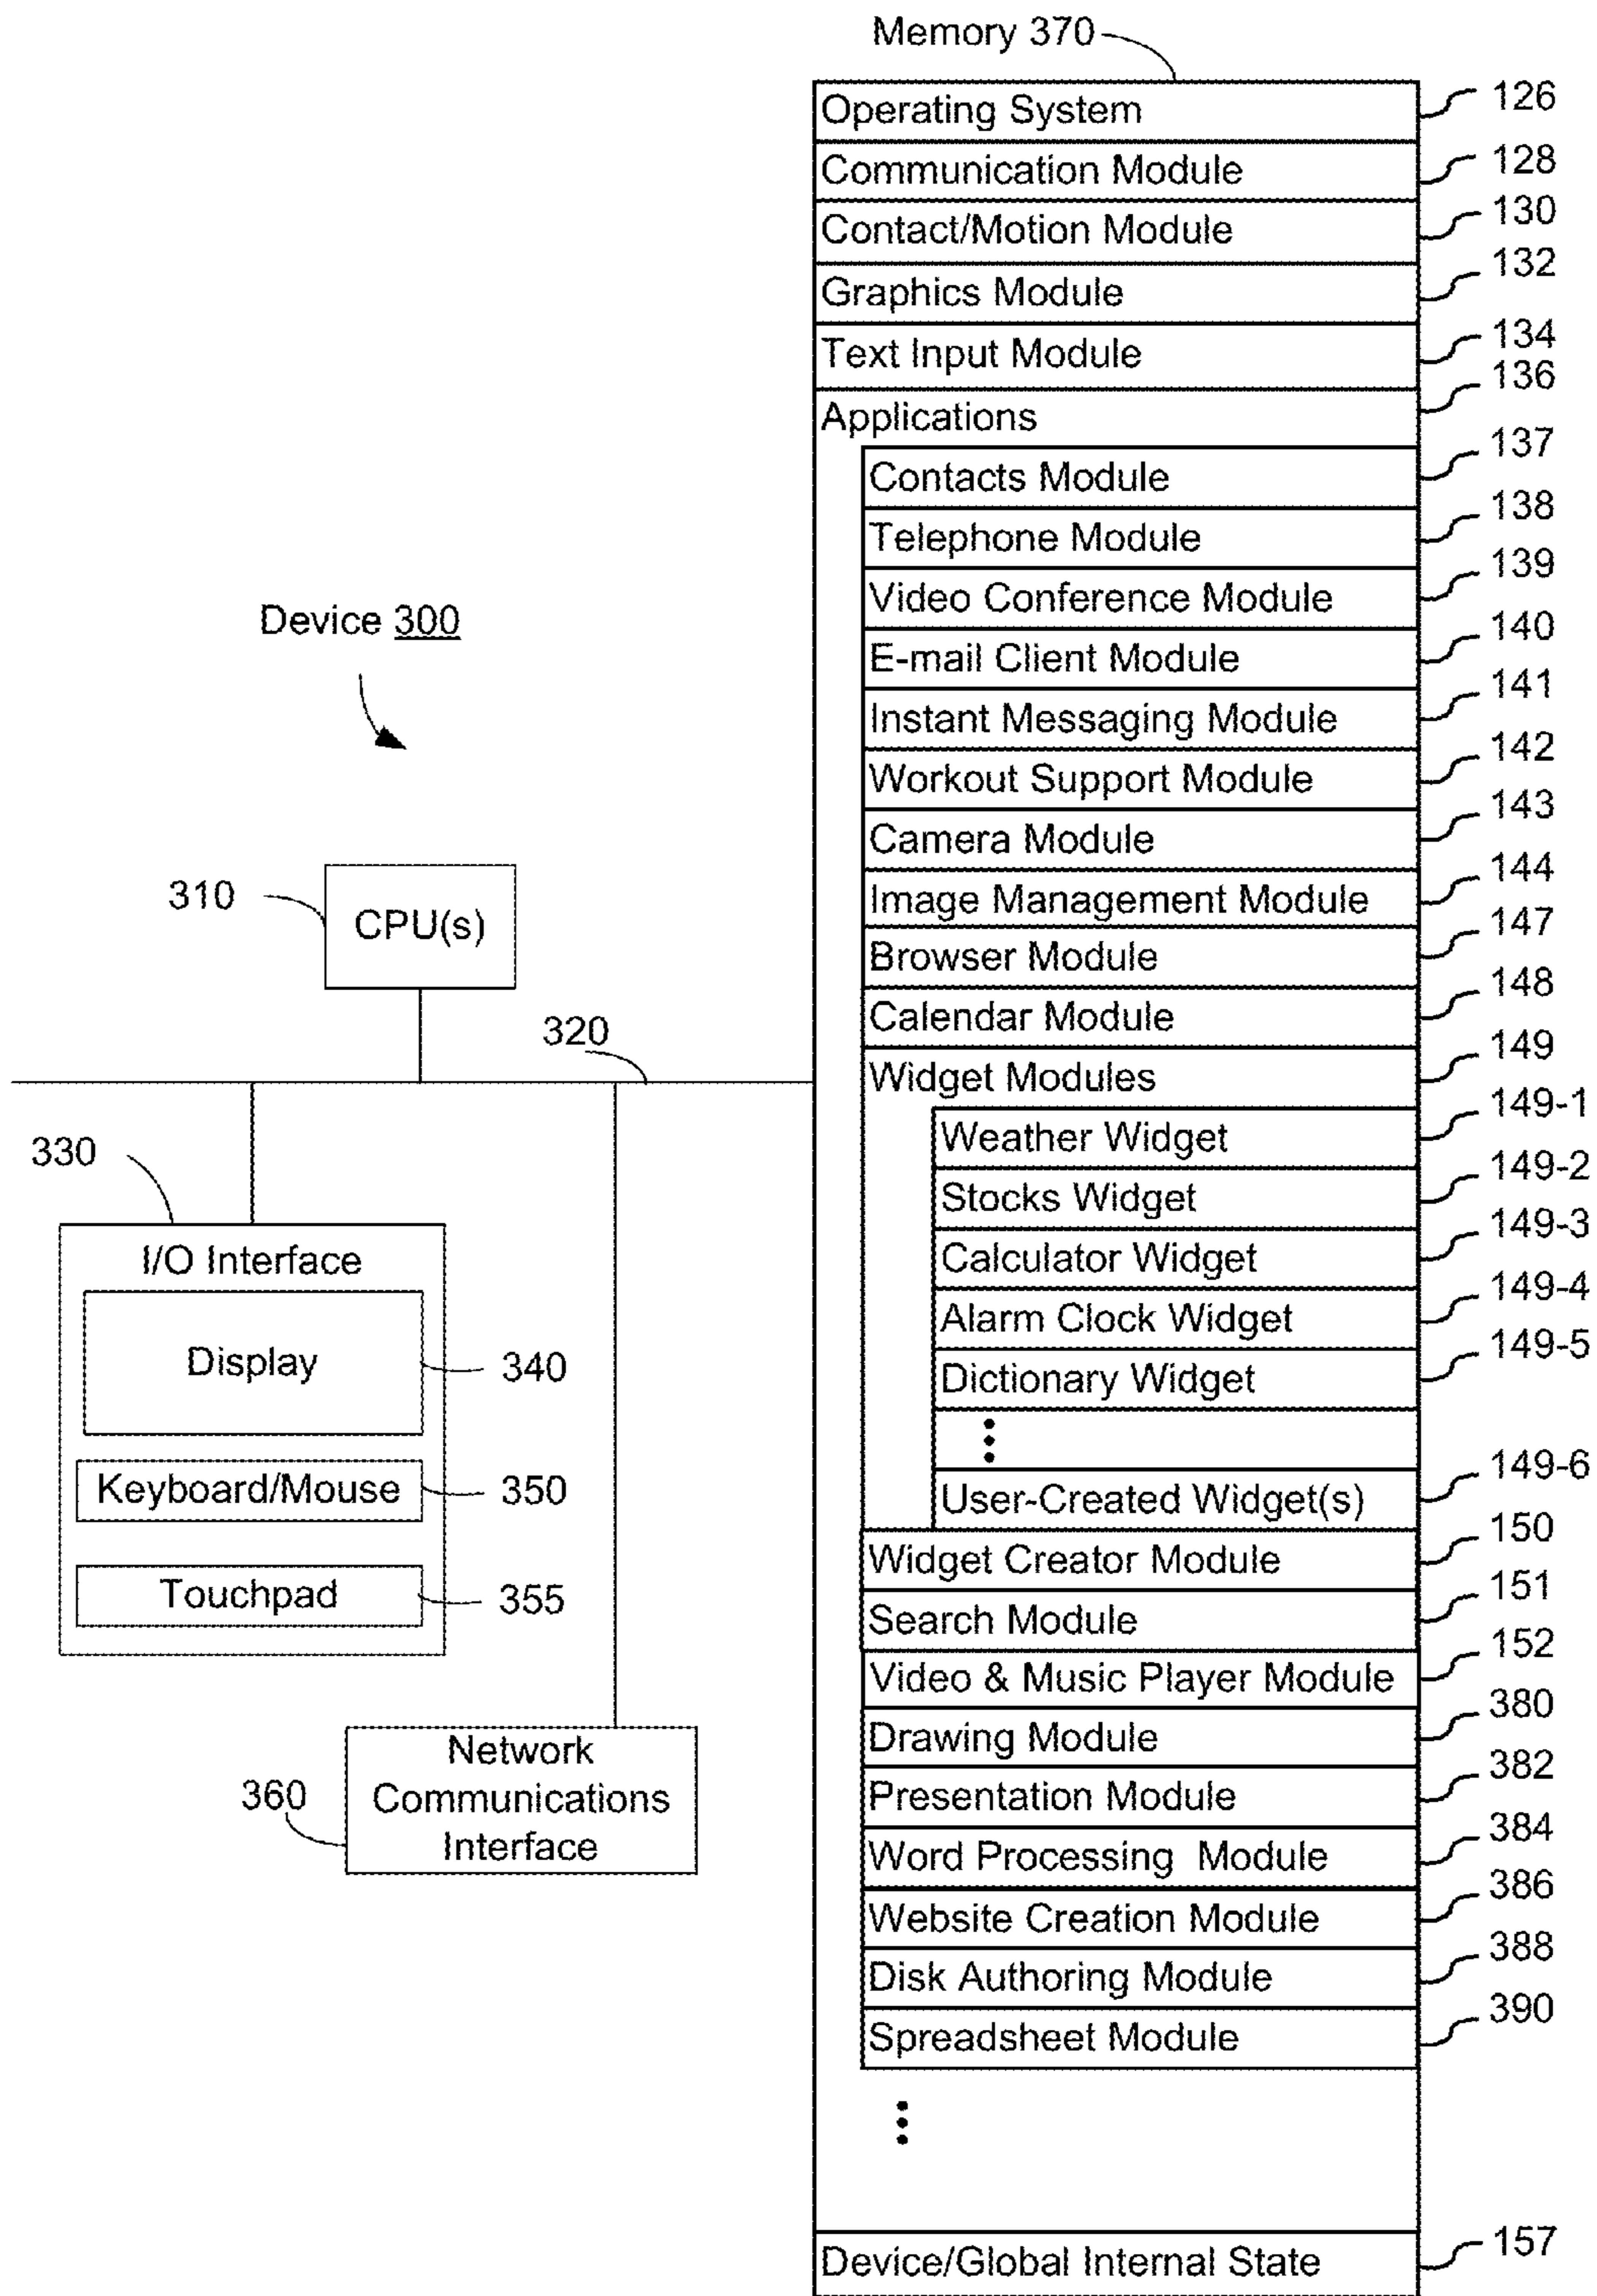 Memory 370
Operating System 126
Communication Module 128
Contact/Motion Module 130
Graphics Module 132
Text Input Module 134
Applications 136
Contacts Module 137
Telephone Module 138
Video Conference Module 139
E-mail Client Module 140
Instant Messaging Module 141
Workout Support Module 142
Camera Module 143
Image Management Module 144
Browser Module 147
Calendar Module 148
Widget Modules 149
Weather Widget 149-1
Stocks Widget 149-2
Calculator Widget 149-3
Alarm Clock Widget 149-4
Dictionary Widget 149-5
User-Created Widget(s) 149-6
Widget Creator Module 150
Search Module 151
Video & Music Player Module 152
Drawing Module 380
Presentation Module 382
Word Processing Module 384
Website Creation Module 386
Disk Authoring Module 388
Spreadsheet Module 390
Device/Global Internal State 157
Device 300
310
CPU(s)
320
330
I/O Interface
Display 340
Keyboard/Mouse 350
Touchpad 355
360
Network
Communications
Interface